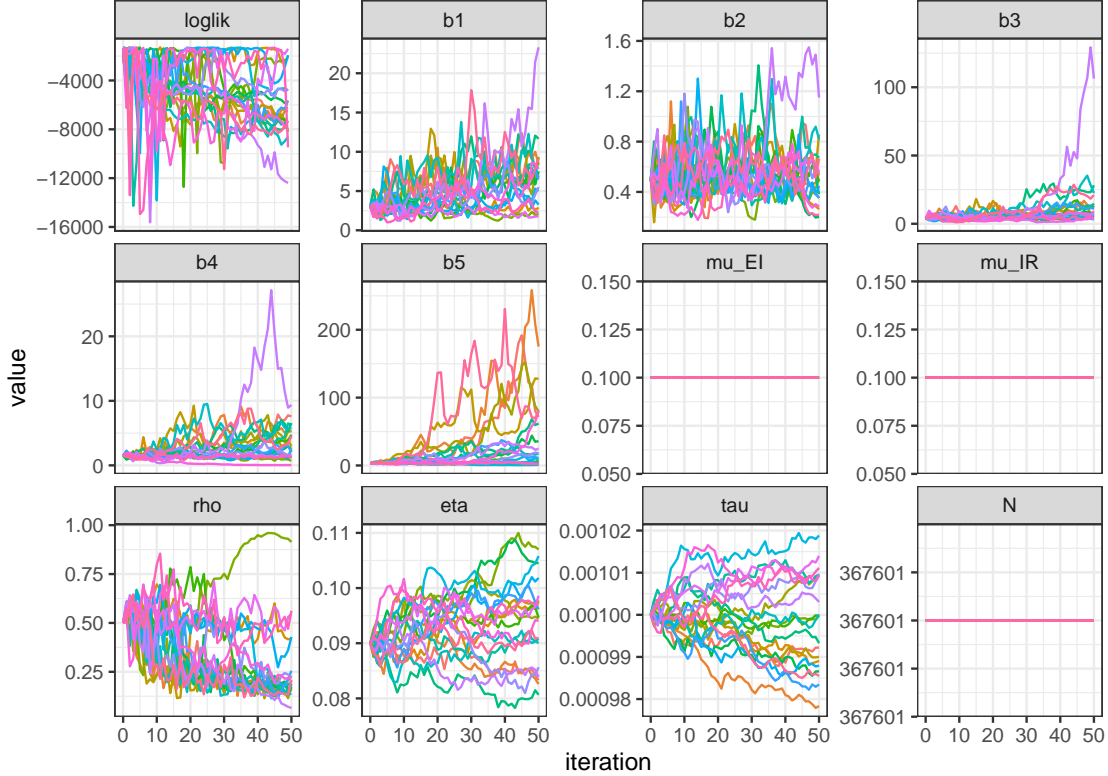 loglik b1 b2 b3
−4000 −8000 −12000 −16000
20 15 10 5 0
1.6 1.2 0.8 0.4
100 50 0
b4 b5 mu_EI mu_IR
20 10 0
200 100 0
0.150 0.125 0.100 0.075 0.050
0.150 0.125 0.100 0.075 0.050
value
rho eta tau N
1.00 0.75 0.50 0.25
0.11 0.10 0.09 0.08
0.00102 0.00101 0.00100 0.00099 0.00098
367601 367601 367601 367601
0 10 20 30 40 50 0 10 20 30 40 50 0 10 20 30 40 50 0 10 20 30 40 50
iteration